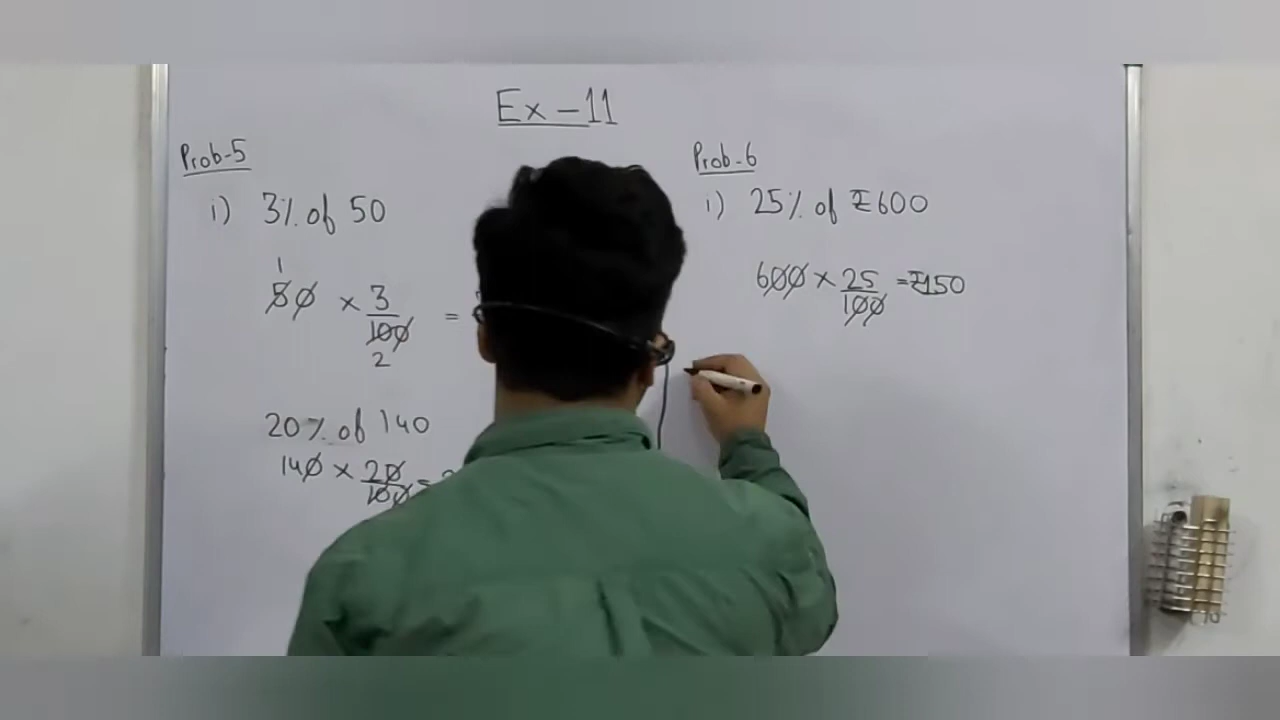 Ex-11
Prob-5
i) 3% of 50
1
50 × 3/100 =
2
20% of 140
140 × 20/100 =
Prob-6
i) 25% of ₹600
600 × 25/100 = ₹150